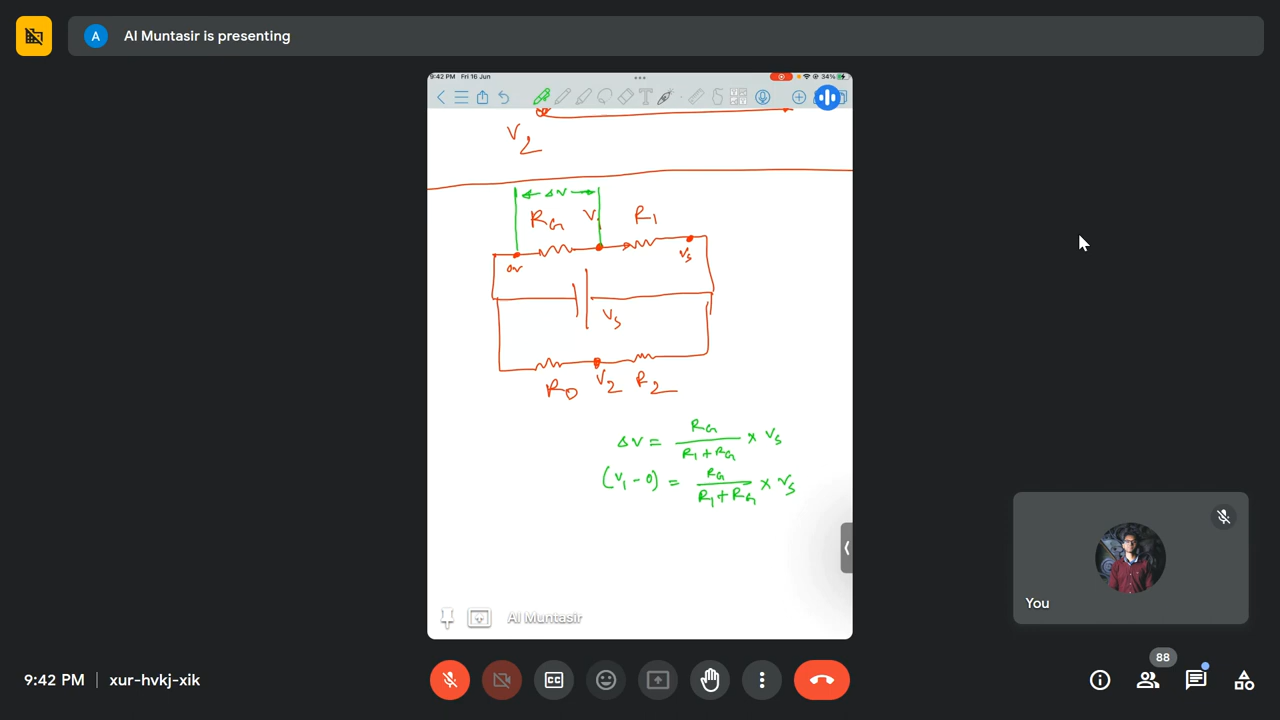 A
Al Muntasir is presenting
9:42 PM Fri 16 Jun
34%
T
V2
ΔV
RG
V1
R1
0v
Vs
Vs
R0
V2
R2
ΔV = RG / (R1 + RG) × Vs
(V1 - 0) = RG / (R1 + RG) × Vs
Al Muntasir
You
9:42 PM | xur-hvkj-xik
CC
88